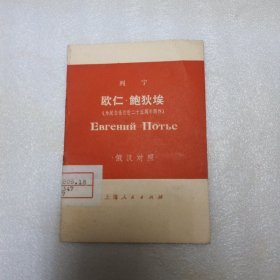 列宁
欧仁·鲍狄埃
(为纪念他逝世二十五周年而作)
Евгений Потье
俄汉对照
上海人民出版社